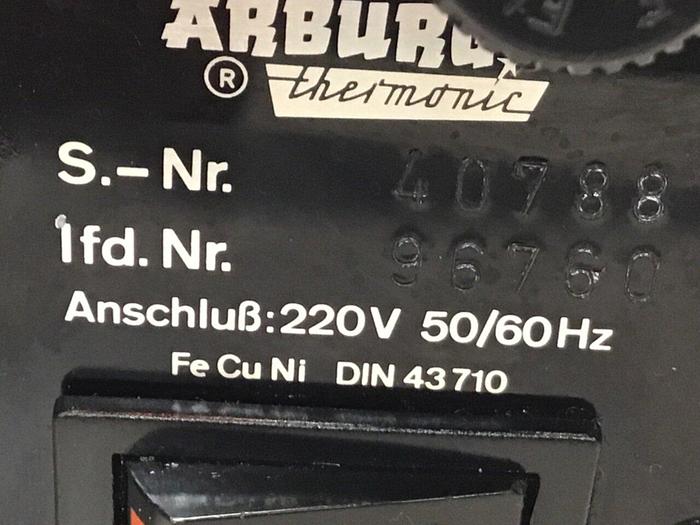 ARBURG
®
thermonic
S.-Nr. 40788
lfd. Nr. 96760
Anschluß: 220V 50/60Hz
Fe Cu Ni DIN 43710